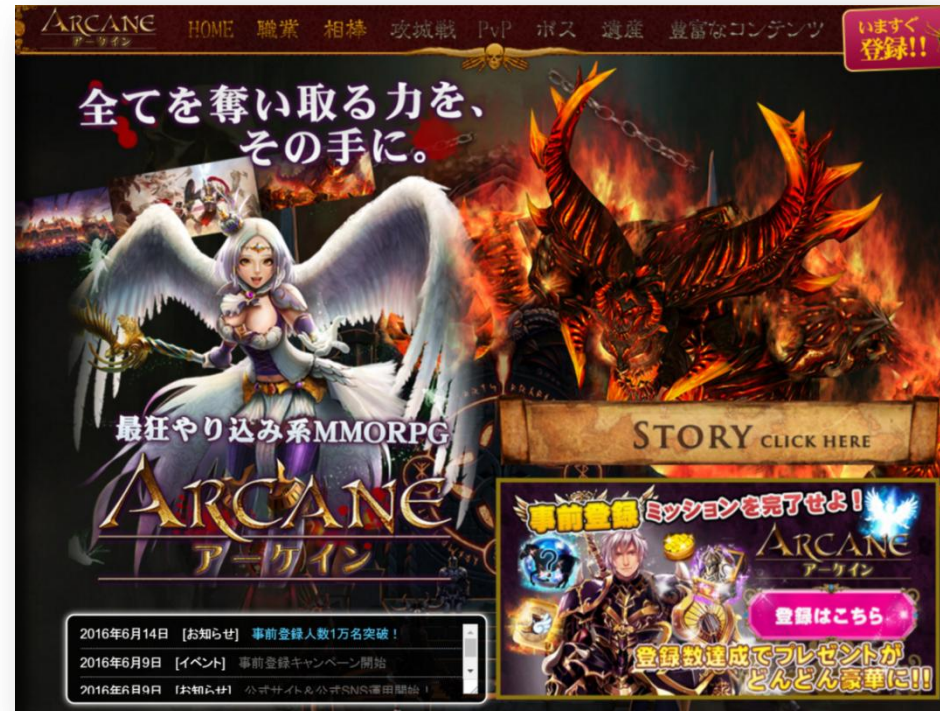 ARCANE
アーケイン
HOME 職業 相棒 攻城戦 PvP ボス 遺産 豊富なコンテンツ
いますぐ
登録!!
全てを奪い取る力を、
その手に。
最狂やり込み系MMORPG
ARCANE
アーケイン
STORY CLICK HERE
事前登録 ミッションを完了せよ!
?
ARCANE
アーケイン
登録はこちら
登録数達成でプレゼントが
どんどん豪華に!!
2016年6月14日 [お知らせ] 事前登録人数1万名突破!
2016年6月9日 [イベント] 事前登録キャンペーン開始
2016年6月9日 [お知らせ] 公式サイト&公式SNS運用開始!